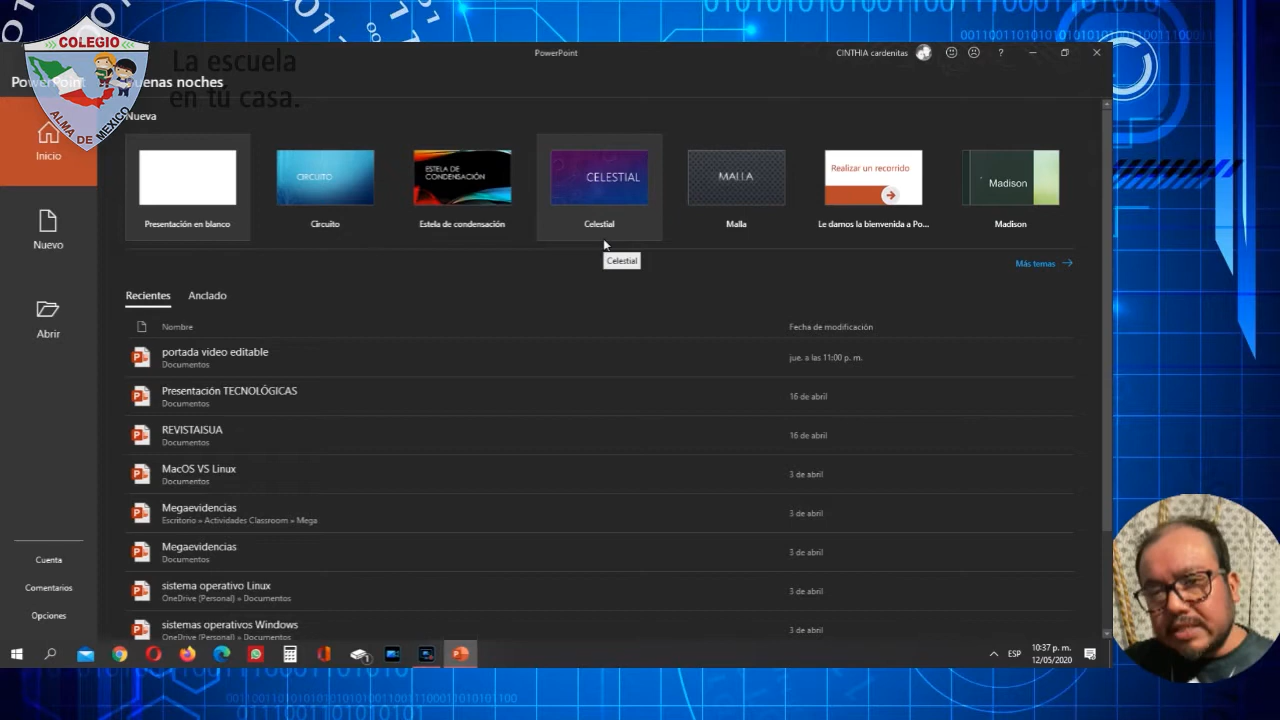 COLEGIO
ALMA DE MEXICO
La escuela
en tú casa.
PowerPoint
CINTHIA cardenitas
?
uenas noches
Inicio
Nuevo
Abrir
Cuenta
Comentarios
Opciones
Nueva
CIRCUITO
ESTELA DE
CONDENSACIÓN
CELESTIAL
MALLA
Realizar un recorrido
Madison
Presentación en blanco
Circuito
Estela de condensación
Celestial
Malla
Le damos la bienvenida a Po...
Madison
Celestial
Más temas
Recientes
Anclado
Nombre
Fecha de modificación
portada video editable
Documentos
jue. a las 11:00 p. m.
Presentación TECNOLÓGICAS
Documentos
16 de abril
REVISTAISUA
Documentos
16 de abril
MacOS VS Linux
Documentos
3 de abril
Megaevidencias
Escritorio » Actividades Classroom » Mega
3 de abril
Megaevidencias
Documentos
3 de abril
sistema operativo Linux
OneDrive (Personal) » Documentos
3 de abril
sistemas operativos Windows
OneDrive (Personal) » Documentos
3 de abril
ESP
10:37 p. m.
12/05/2020